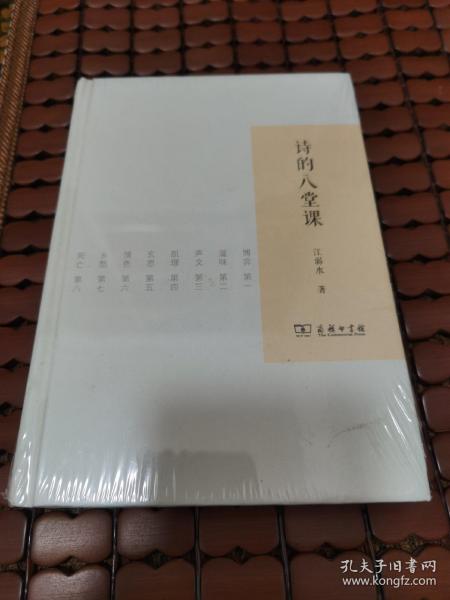 诗的八堂课
江弱水 著
商务印书馆
The Commercial Press
博弈 第一
滋味 第二
声文 第三
肌理 第四
玄思 第五
情色 第六
乡愁 第七
死亡 第八
孔夫子旧书网
www.kongfz.com